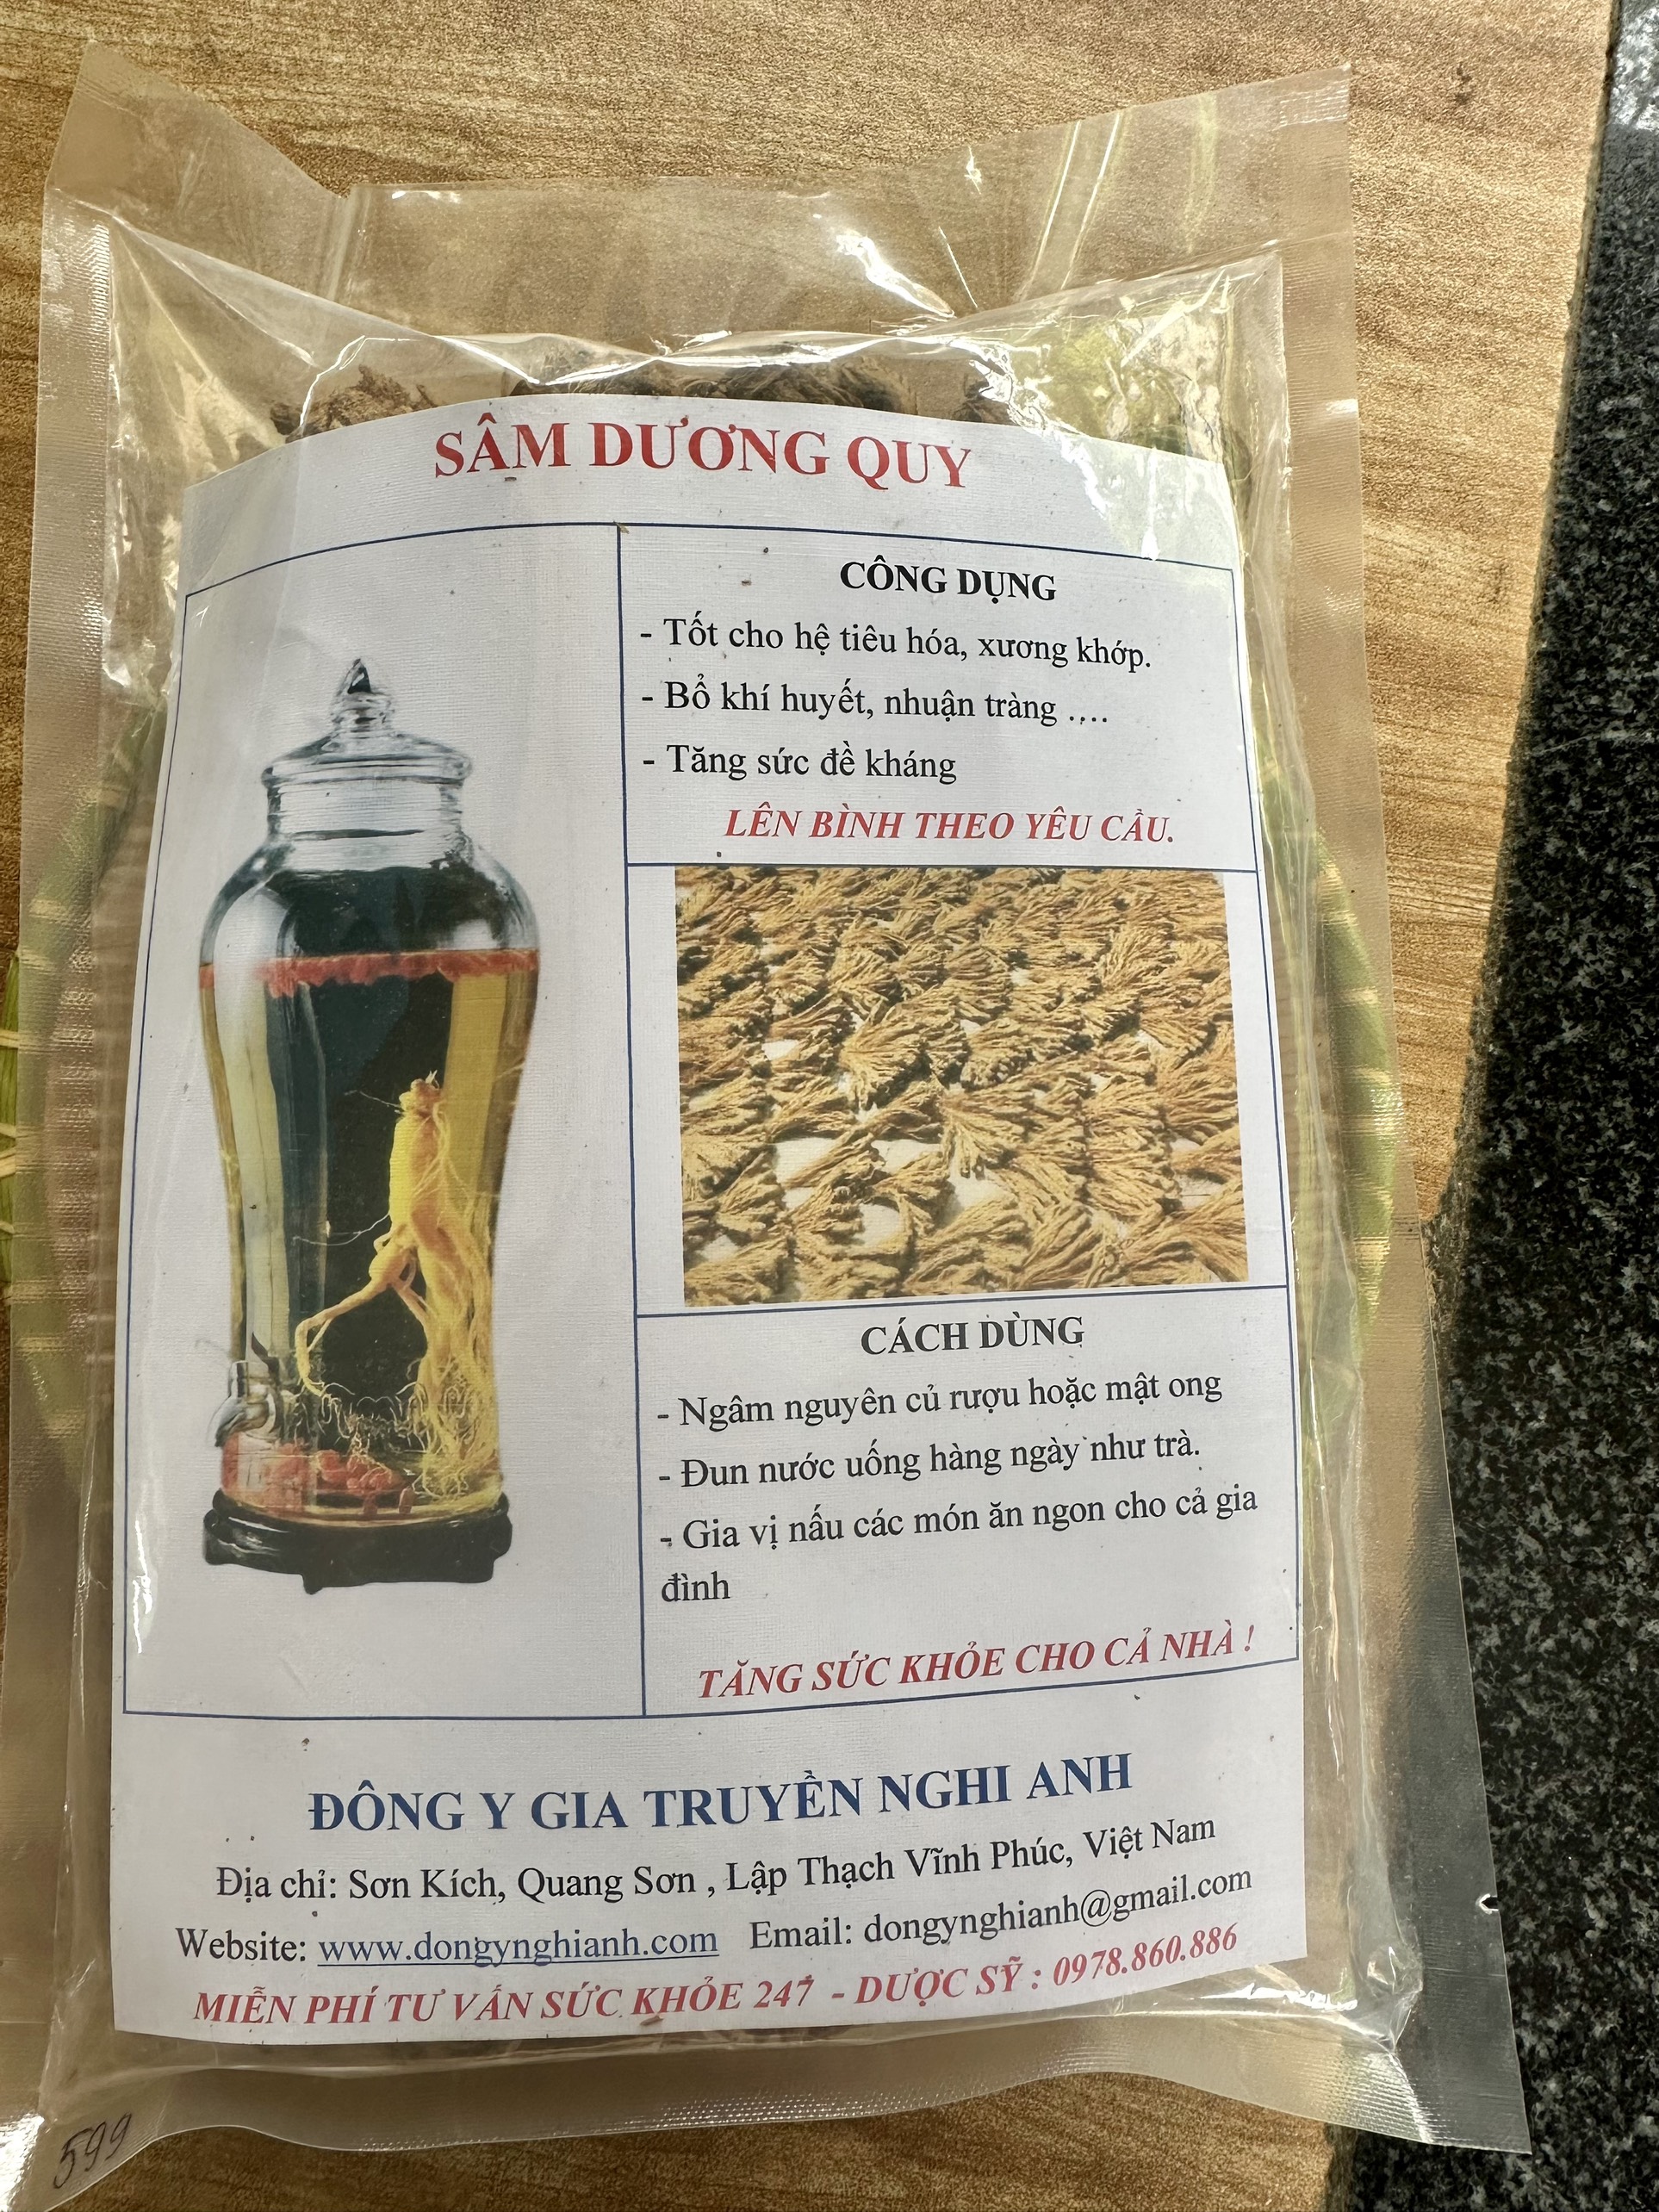 SÂM DƯƠNG QUY
CÔNG DỤNG
- Tốt cho hệ tiêu hóa, xương khớp.
- Bổ khí huyết, nhuận tràng ....
- Tăng sức đề kháng
LÊN BÌNH THEO YÊU CẦU.
CÁCH DÙNG
- Ngâm nguyên củ rượu hoặc mật ong
- Đun nước uống hàng ngày như trà.
- Gia vị nấu các món ăn ngon cho cả gia
đình
TĂNG SỨC KHỎE CHO CẢ NHÀ !
ĐÔNG Y GIA TRUYỀN NGHI ANH
Địa chỉ: Sơn Kích, Quang Sơn , Lập Thạch Vĩnh Phúc, Việt Nam
Website: www.dongynghianh.com Email: dongynghianh@gmail.com
MIỄN PHÍ TƯ VẤN SỨC KHỎE 247 - DƯỢC SỸ : 0978.860.886
599